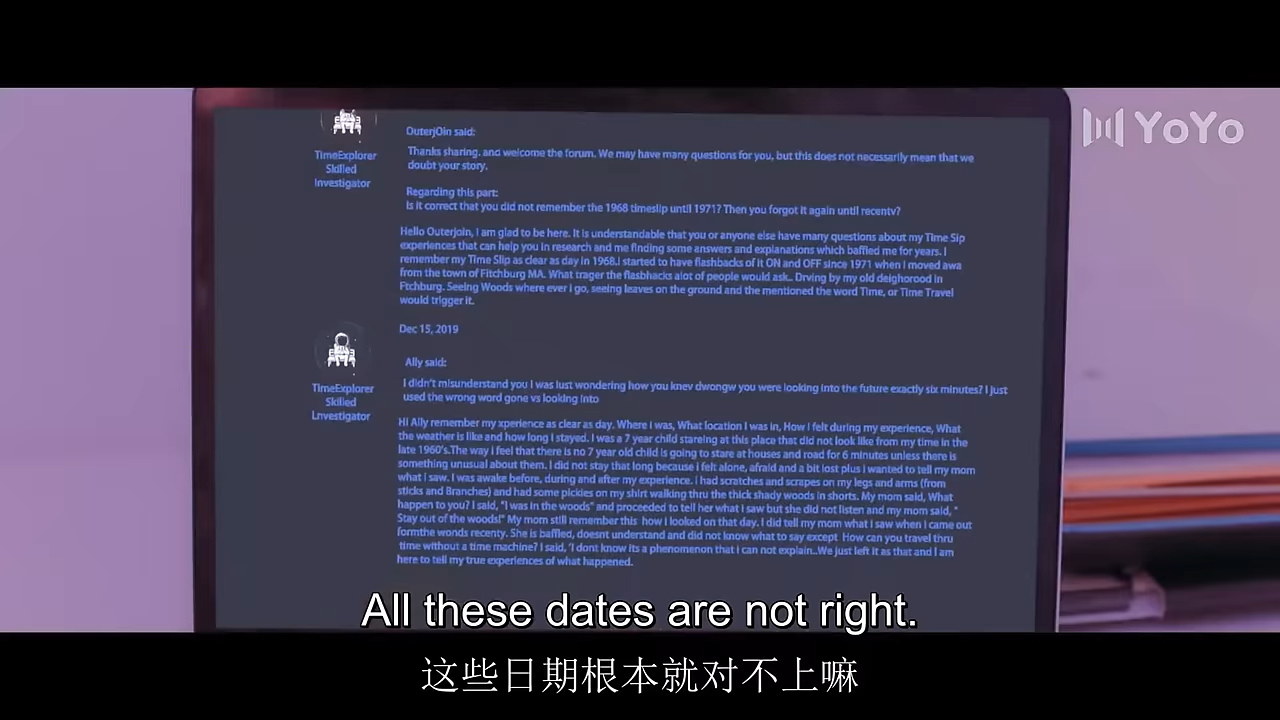 YoYo
OuterjOin said:
TimeExplorer
Skilled
Investigator
Thanks sharing. and welcome the forum. We may have many questions for you, but this does not necessarily mean that we
doubt your story.
Regarding this part:
Is it correct that you did not remember the 1968 timeslip until 1971? Then you forgot it again until recentv?
Hello Outerjoin, I am glad to be here. It is understandable that you or anyone else have many questions about my Time Sip
experiences that can help you in research and me finding some answers and explanations which baffled me for years. I
remember my Time Slip as clear as day in 1968.i started to have flashbacks of it ON and OFF since 1971 when i moved awa
from the town of Fitchburg MA. What trager the flasbhacks alot of people would ask.. Drving by my old deighorood in
Ftchburg. Seeing Woods where ever i go, seeing leaves on the ground and the mentioned the word Time, or Time Travel
would trigger it.
Dec 15, 2019
TimeExplorer
Skilled
Lnvestigator
Ally said:
I didn't misunderstand you I was lust wondering how you knev dwongw you were looking into the future exactly six minutes? I just
used the wrong word gone vs looking into
Hi Ally remember my xperience as clear as day. Where i was, What location I was in, How i felt during my experience, What
the weather is like and how long I stayed. I was a 7 year child stareing at this place that did not look like from my time in the
late 1960's.The way i feel that there is no 7 year old child is going to stare at houses and road for 6 minutes unless there is
something unusual about them. I did not stay that long because i felt alone, afraid and a bit lost plus i wanted to tell my mom
what i saw. I was awake before, during and after my experience. I had scratches and scrapes on my legs and arms (from
sticks and Branches) and had some pickies on my shirt walking thru the thick shady woods in shorts. My mom said, What
happen to you? I said, "I was in the woods" and proceeded to tell her what i saw but she did not listen and my mom said, "
Stay out of the woods!" My mom still remember this how i looked on that day. I did tell my mom what i saw when I came out
formthe wonds recenty. She is baffled, doesnt understand and did not know what to say except How can you travel thru
time without a time machine? I said, 'I dont know its a phenomenon that i can not explain..We just left it as that and I am
here to tell my true experiences of what happened.
All these dates are not right.
这些日期根本就对不上嘛